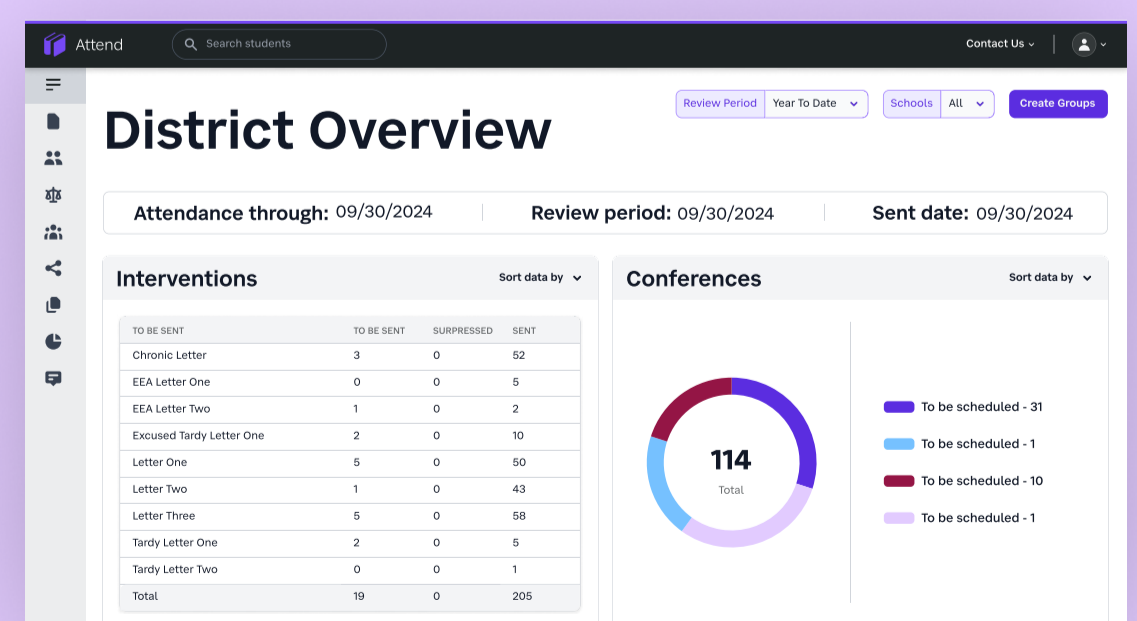 Attend
Search students
Contact Us
District Overview
Review Period Year To Date
Schools All
Create Groups
Attendance through: 09/30/2024
Review period: 09/30/2024
Sent date: 09/30/2024
Interventions
Sort data by
TO BE SENT TO BE SENT SURPRESSED SENT
Chronic Letter 3 0 52
EEA Letter One 0 0 5
EEA Letter Two 1 0 2
Excused Tardy Letter One 2 0 10
Letter One 5 0 50
Letter Two 1 0 43
Letter Three 5 0 58
Tardy Letter One 2 0 5
Tardy Letter Two 0 0 1
Total 19 0 205
Conferences
Sort data by
114
Total
To be scheduled - 31
To be scheduled - 1
To be scheduled - 10
To be scheduled - 1